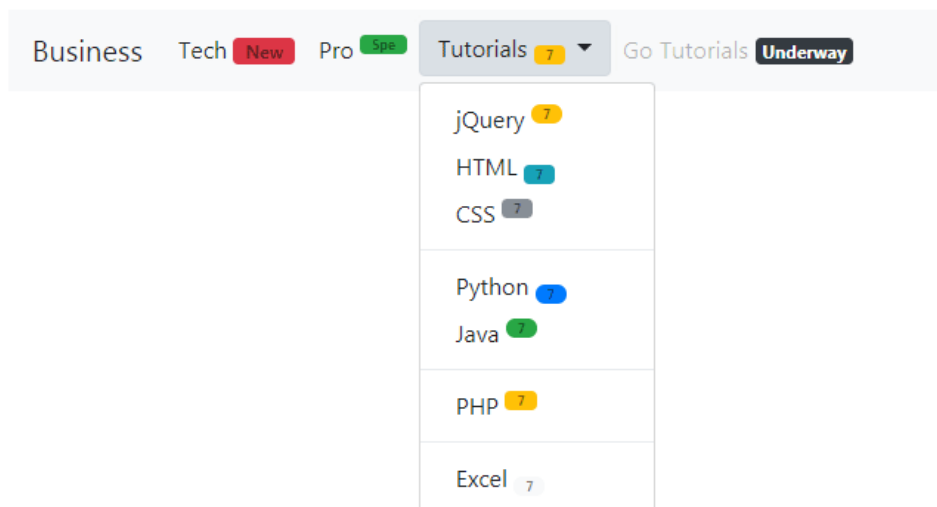 Business Tech New Pro Spe Tutorials 7 Go Tutorials Underway
jQuery 7
HTML 7
CSS 7
Python 7
Java 7
PHP 7
Excel 7